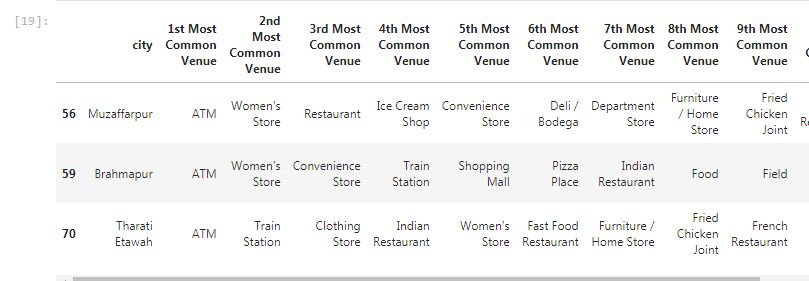 [19]:
city 1st Most Common Venue 2nd Most Common Venue 3rd Most Common Venue 4th Most Common Venue 5th Most Common Venue 6th Most Common Venue 7th Most Common Venue 8th Most Common Venue 9th Most Common Venue
56 Muzaffarpur ATM Women's Store Restaurant Ice Cream Shop Convenience Store Deli / Bodega Department Store Furniture / Home Store Fried Chicken Joint
59 Brahmapur ATM Women's Store Convenience Store Train Station Shopping Mall Pizza Place Indian Restaurant Food Field
70 Tharati Etawah ATM Train Station Clothing Store Indian Restaurant Women's Store Fast Food Restaurant Furniture / Home Store Fried Chicken Joint French Restaurant